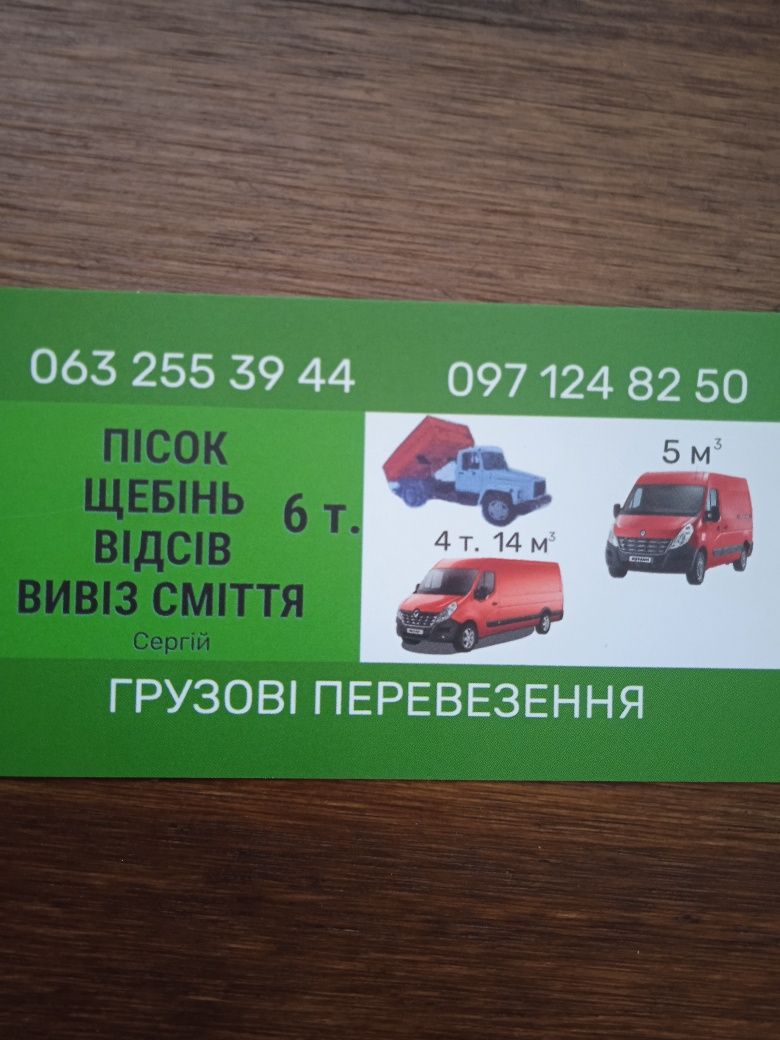 063 255 39 44 097 124 82 50
ПІСОК
ЩЕБІНЬ
ВІДСІВ
ВИВІЗ СМІТТЯ
6 т.
Сергій
5 м³
4 т. 14 м³
ГРУЗОВІ ПЕРЕВЕЗЕННЯ